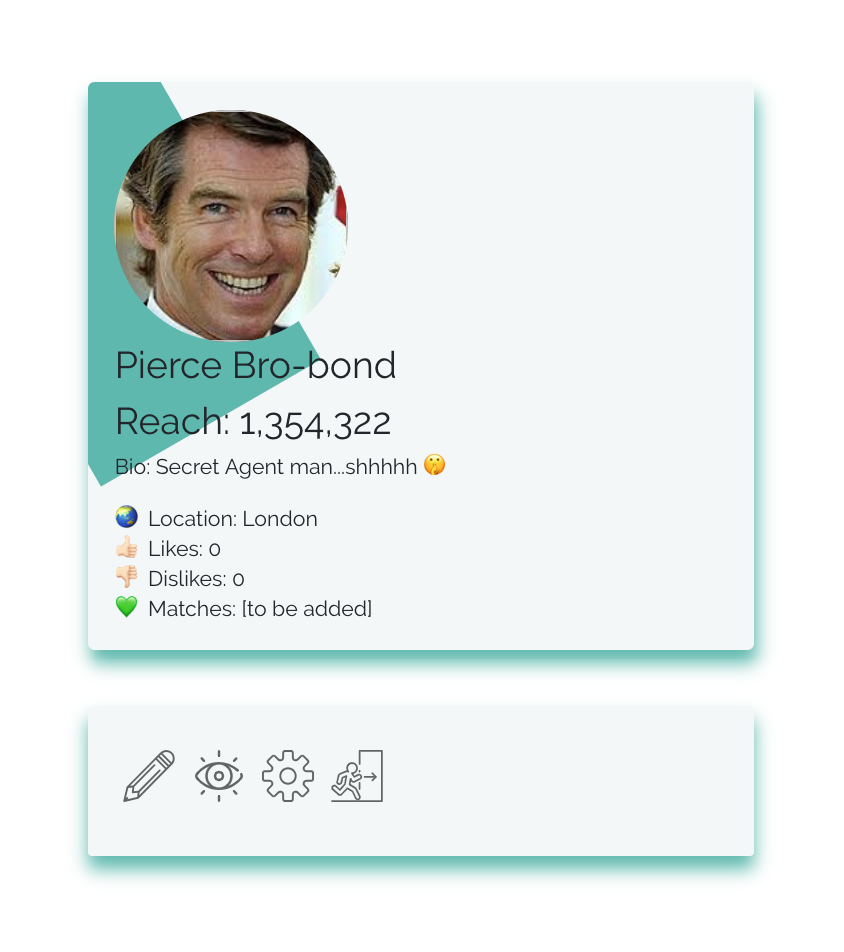 Pierce Bro-bond
Reach: 1,354,322
Bio: Secret Agent man...shhhhh 🤫
🌏 Location: London
👍🏻 Likes: 0
👎🏻 Dislikes: 0
💚 Matches: [to be added]